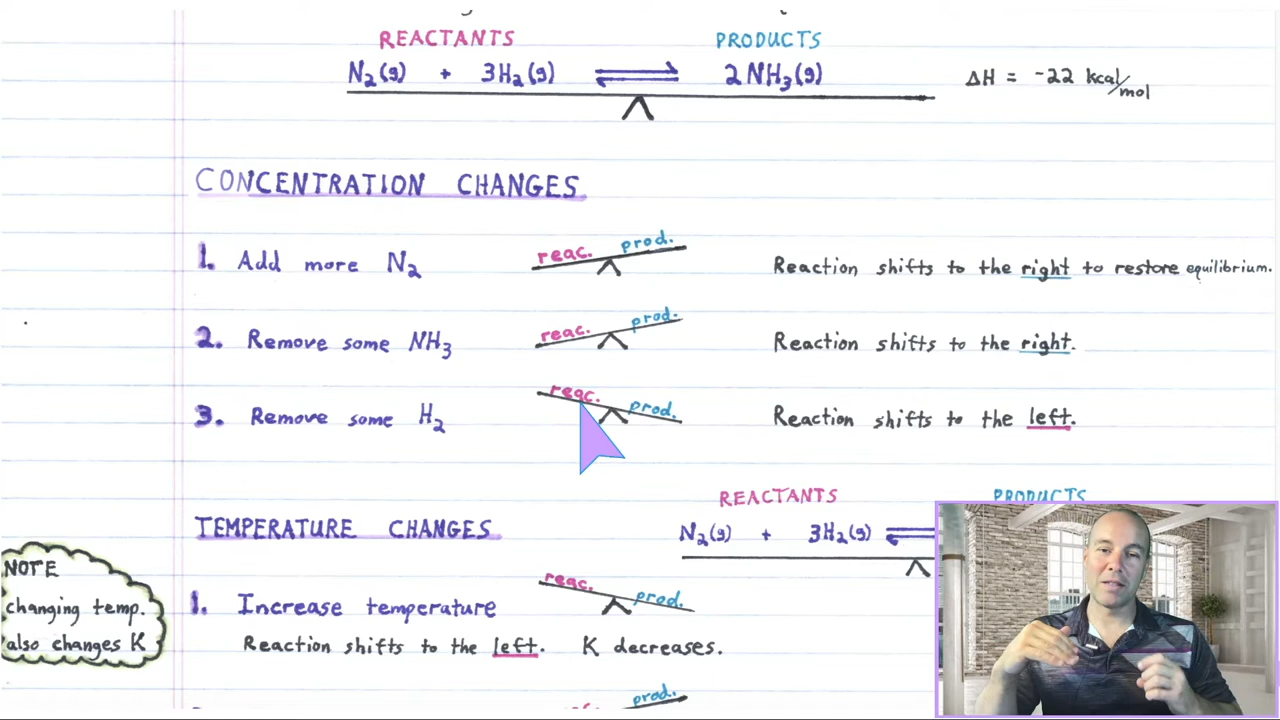 REACTANTS PRODUCTS
N₂(g) + 3H₂(g) ⇌ 2NH₃(g) ΔH = -22 kcal/mol
CONCENTRATION CHANGES
1. Add more N₂ reac. prod. Reaction shifts to the right to restore equilibrium.
2. Remove some NH₃ reac. prod. Reaction shifts to the right.
3. Remove some H₂ reac. prod. Reaction shifts to the left.
REACTANTS PRODUCTS
TEMPERATURE CHANGES N₂(g) + 3H₂(g)
NOTE
changing temp.
also changes K
1. Increase temperature reac. prod.
Reaction shifts to the left. K decreases.
prod.